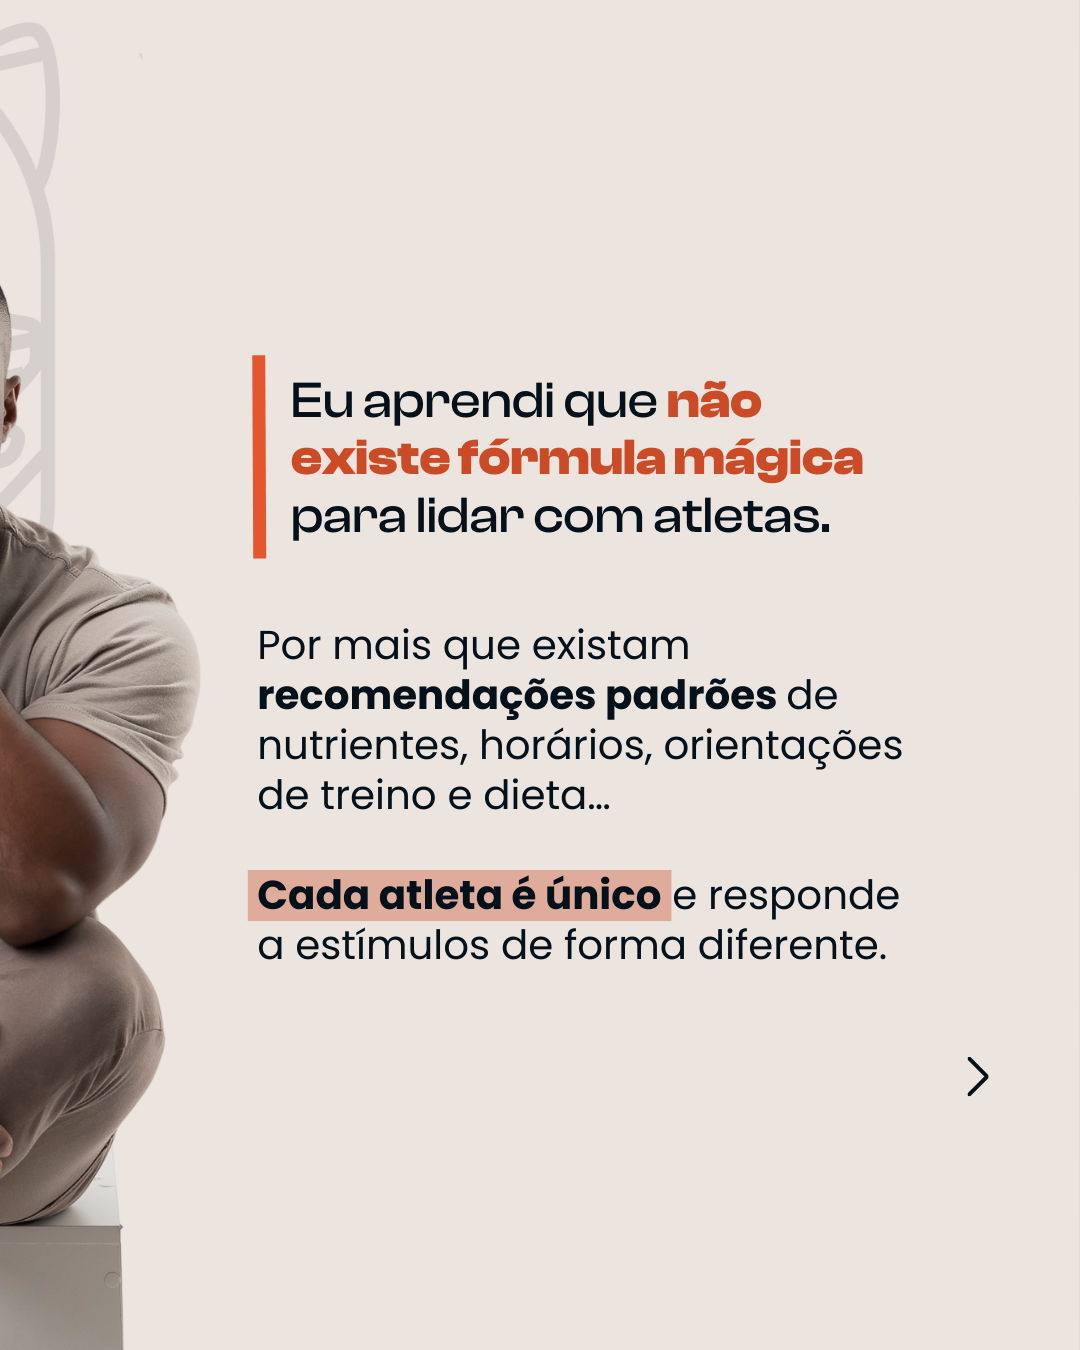 Eu aprendi que não
existe fórmula mágica
para lidar com atletas.
Por mais que existam
recomendações padrões de
nutrientes, horários, orientações
de treino e dieta...
Cada atleta é único e responde
a estímulos de forma diferente.